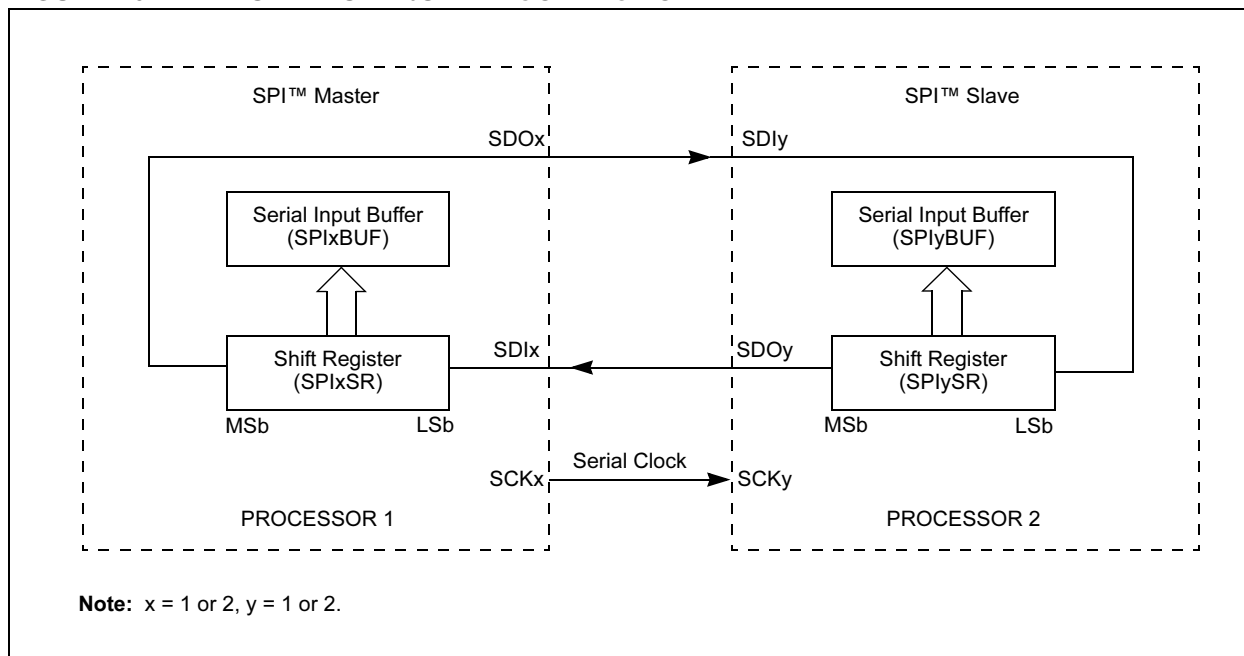 SPI™ Master
SPI™ Slave
SDOx
SDIy
Serial Input Buffer
(SPIxBUF)
Serial Input Buffer
(SPIyBUF)
Shift Register
(SPIxSR)
SDIx
SDOy
Shift Register
(SPIySR)
MSb
LSb
MSb
LSb
Serial Clock
SCKx
SCKy
PROCESSOR 1
PROCESSOR 2
Note: x = 1 or 2, y = 1 or 2.